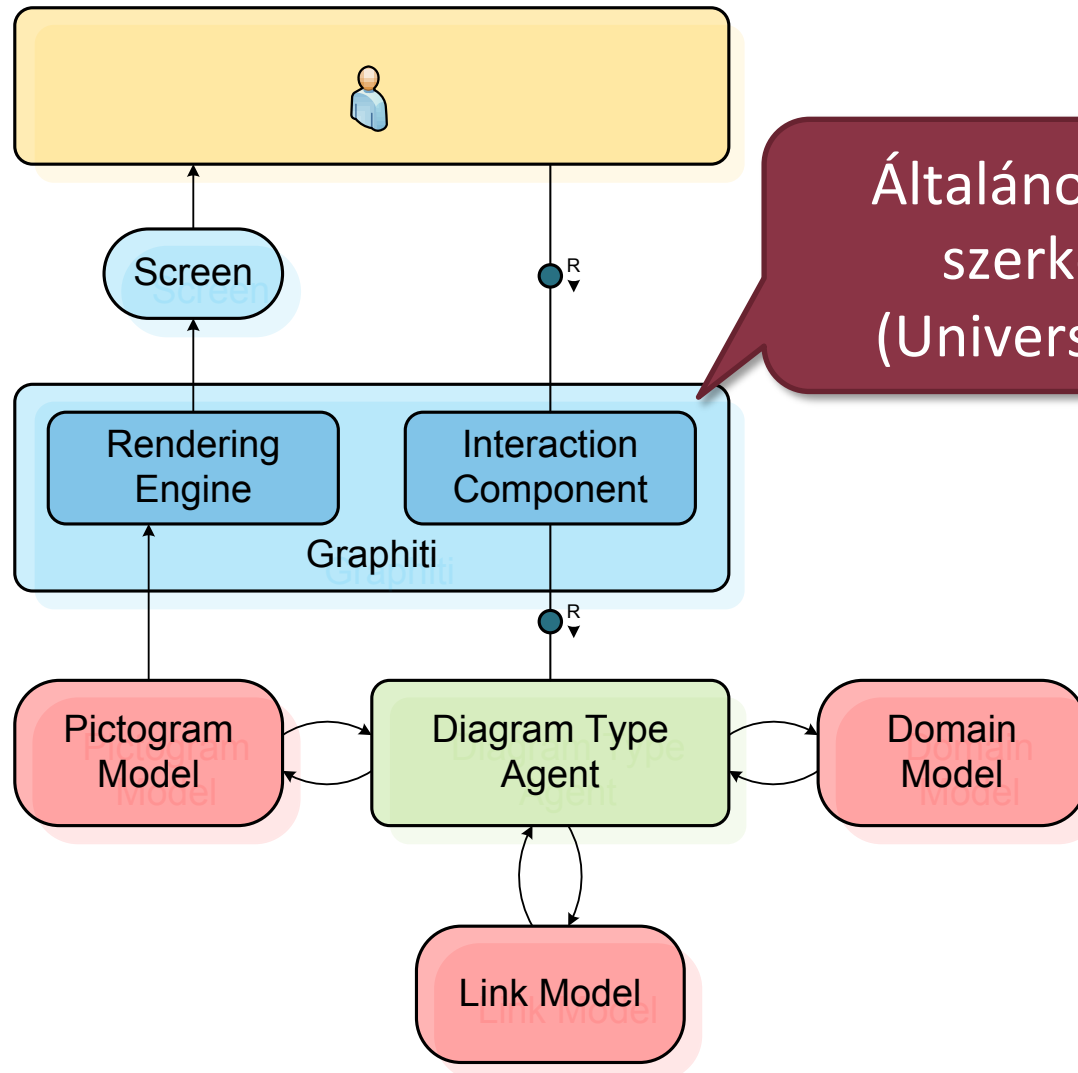 Screen
R
Általáno
szerk
(Univers
Rendering
Engine
Interaction
Component
Graphiti
R
Pictogram
Model
Diagram Type
Agent
Domain
Model
Link Model